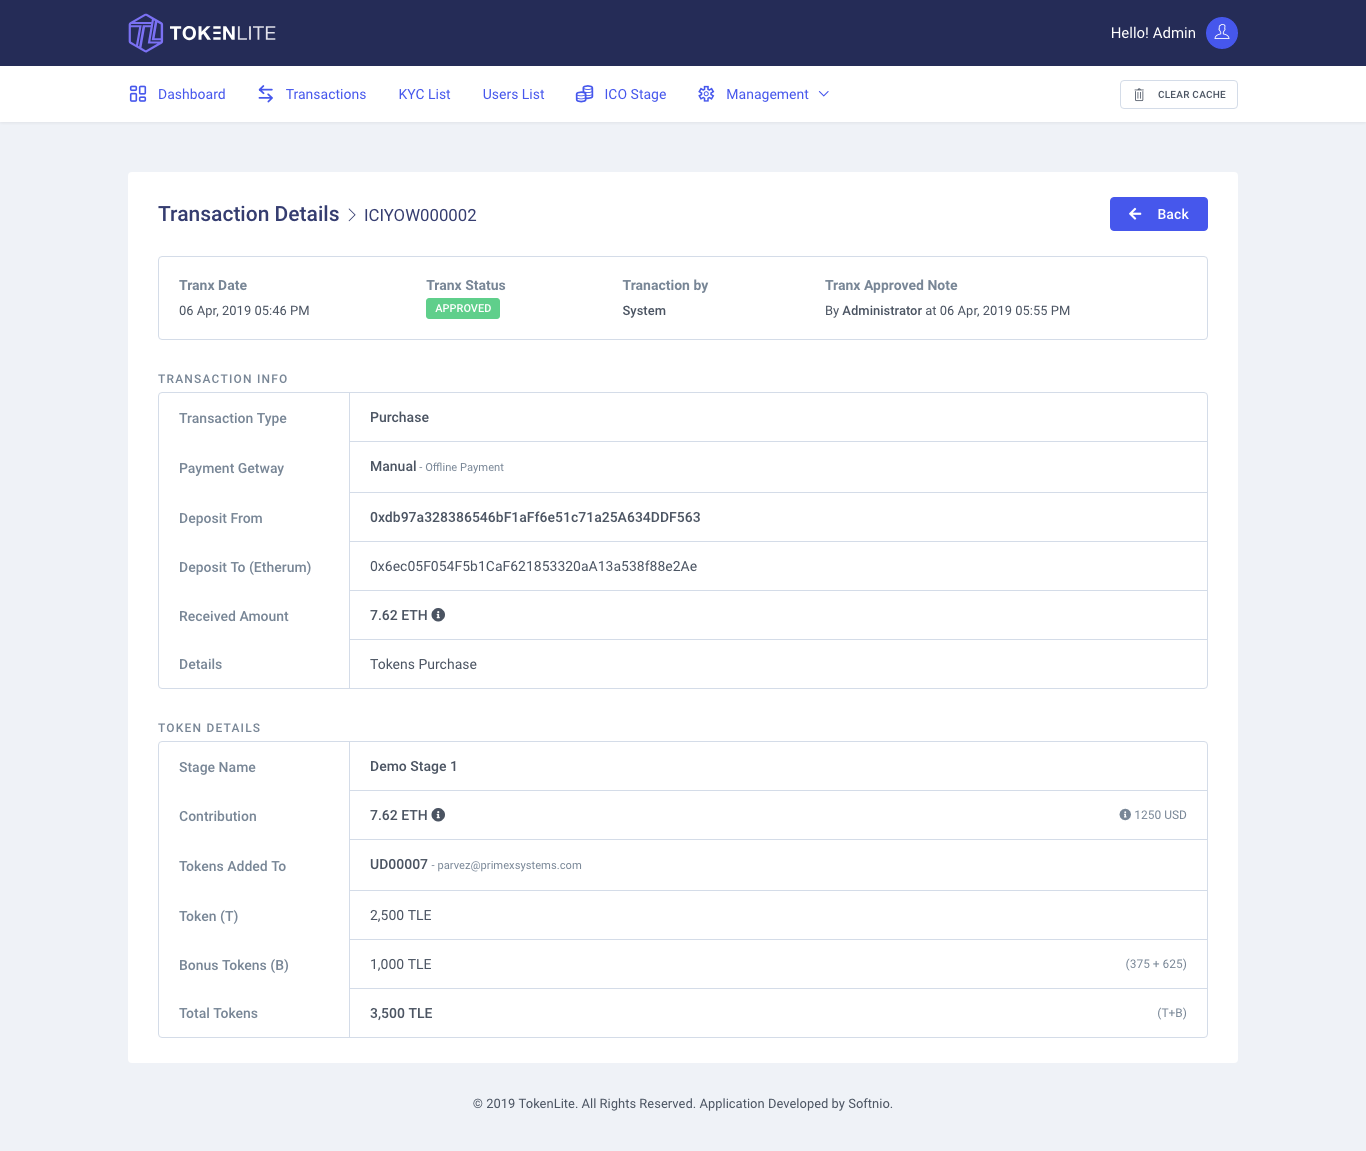 TOKENLITE
Hello! Admin
Dashboard Transactions KYC List Users List ICO Stage Management CLEAR CACHE
Transaction Details > ICIYOW000002
Back
Tranx Date Tranx Status Tranaction by Tranx Approved Note
06 Apr, 2019 05:46 PM APPROVED System By Administrator at 06 Apr, 2019 05:55 PM
TRANSACTION INFO
Transaction Type Purchase
Payment Getway Manual - Offline Payment
Deposit From 0xdb97a328386546bF1aFf6e51c71a25A634DDF563
Deposit To (Etherum) 0x6ec05F054F5b1CaF621853320aA13a538f88e2Ae
Received Amount 7.62 ETH
Details Tokens Purchase
TOKEN DETAILS
Stage Name Demo Stage 1
Contribution 7.62 ETH 1250 USD
Tokens Added To UD00007 - parvez@primexsystems.com
Token (T) 2,500 TLE
Bonus Tokens (B) 1,000 TLE (375 + 625)
Total Tokens 3,500 TLE (T+B)
© 2019 TokenLite. All Rights Reserved. Application Developed by Softnio.